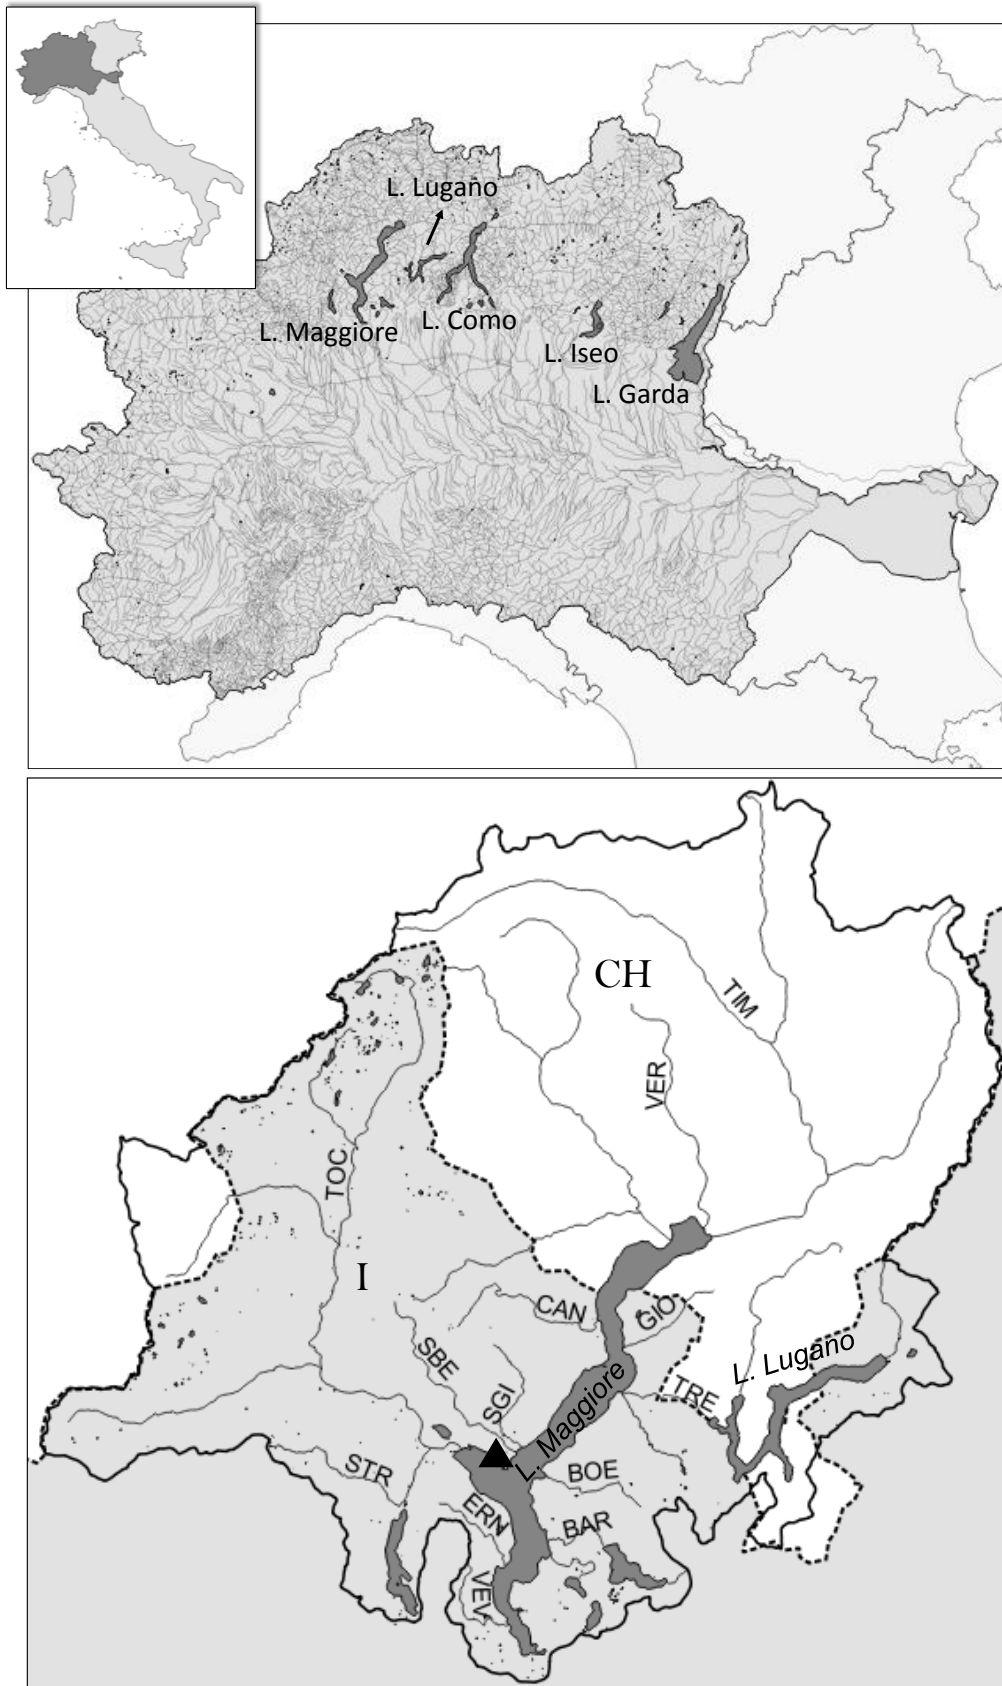 L. Lugano
L. Maggiore
L. Como
L. Iseo
L. Garda
CH
TIM
VER
TOC
I
CAN
GIO
SBE
SGI
L. Maggiore
TRE
L. Lugano
STR
BOE
ERN
BAR
VEV